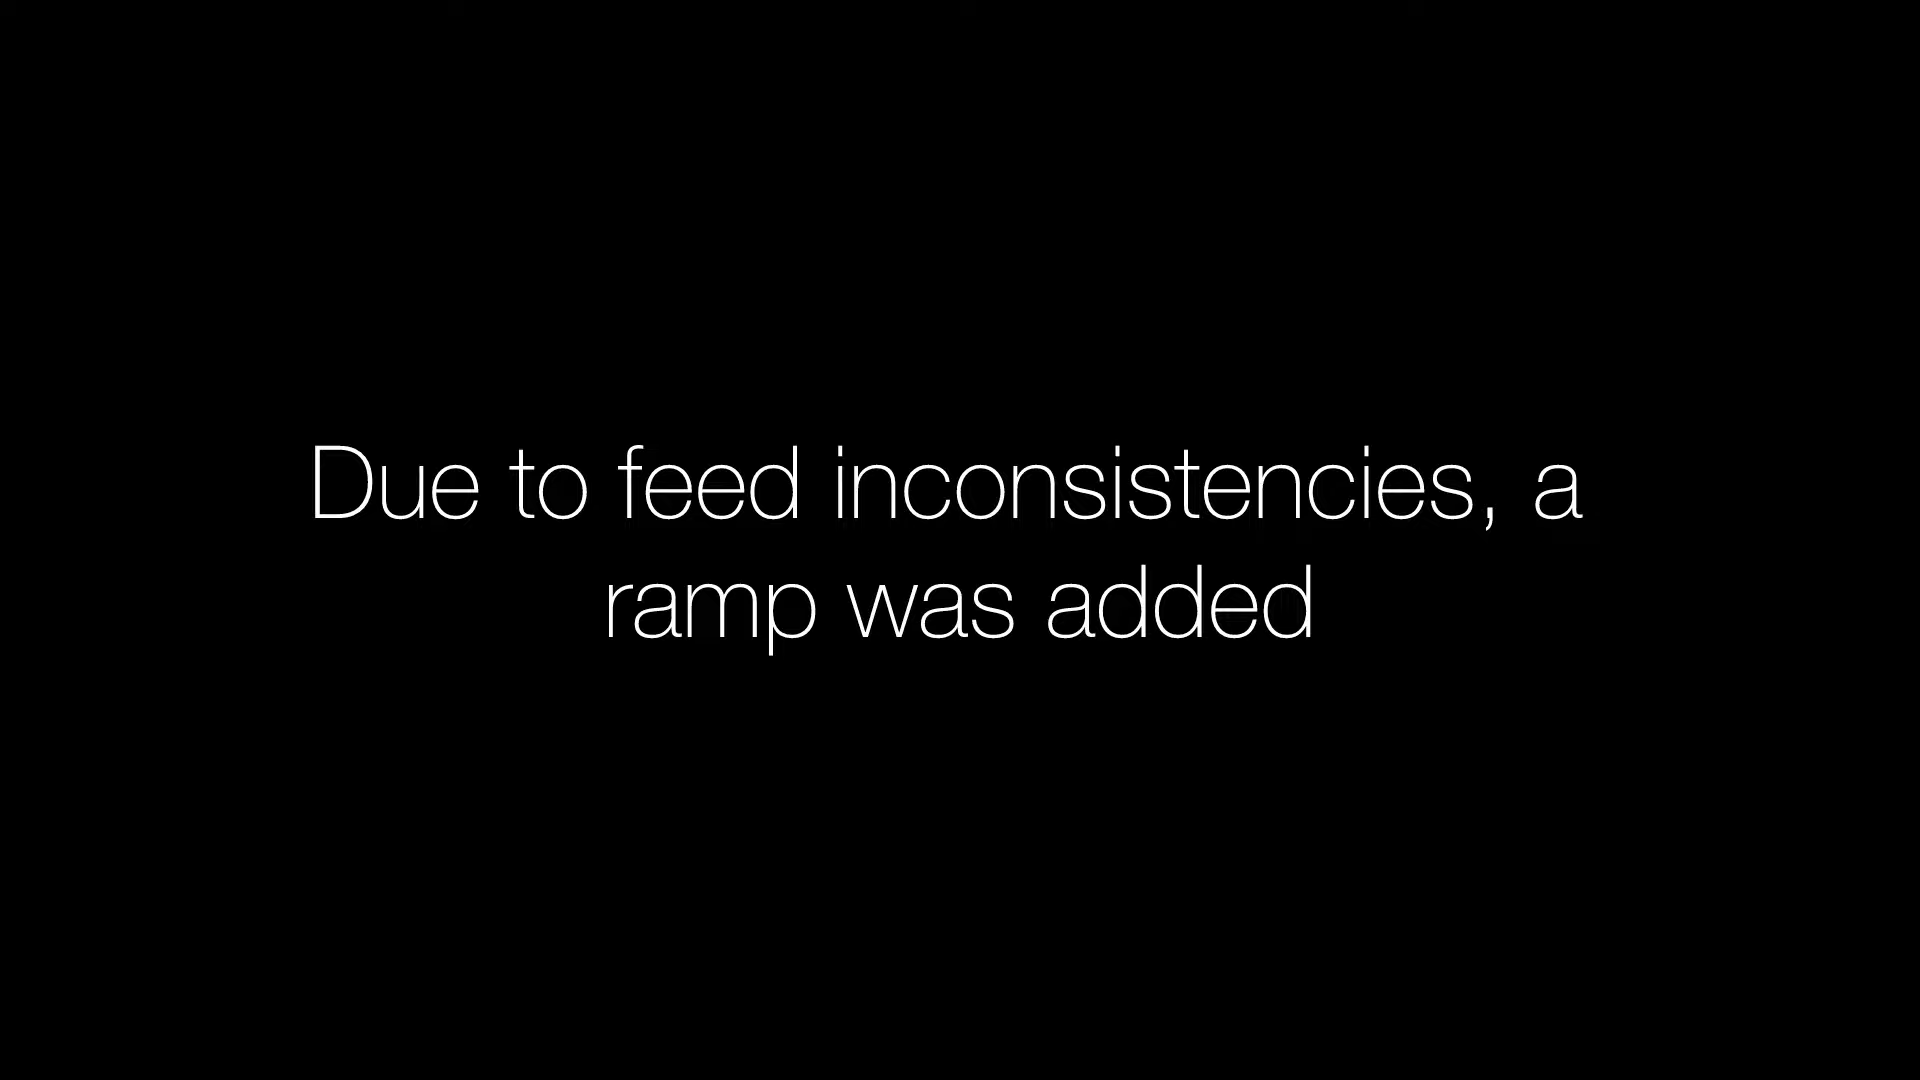 Due to feed inconsistencies, a
ramp was added